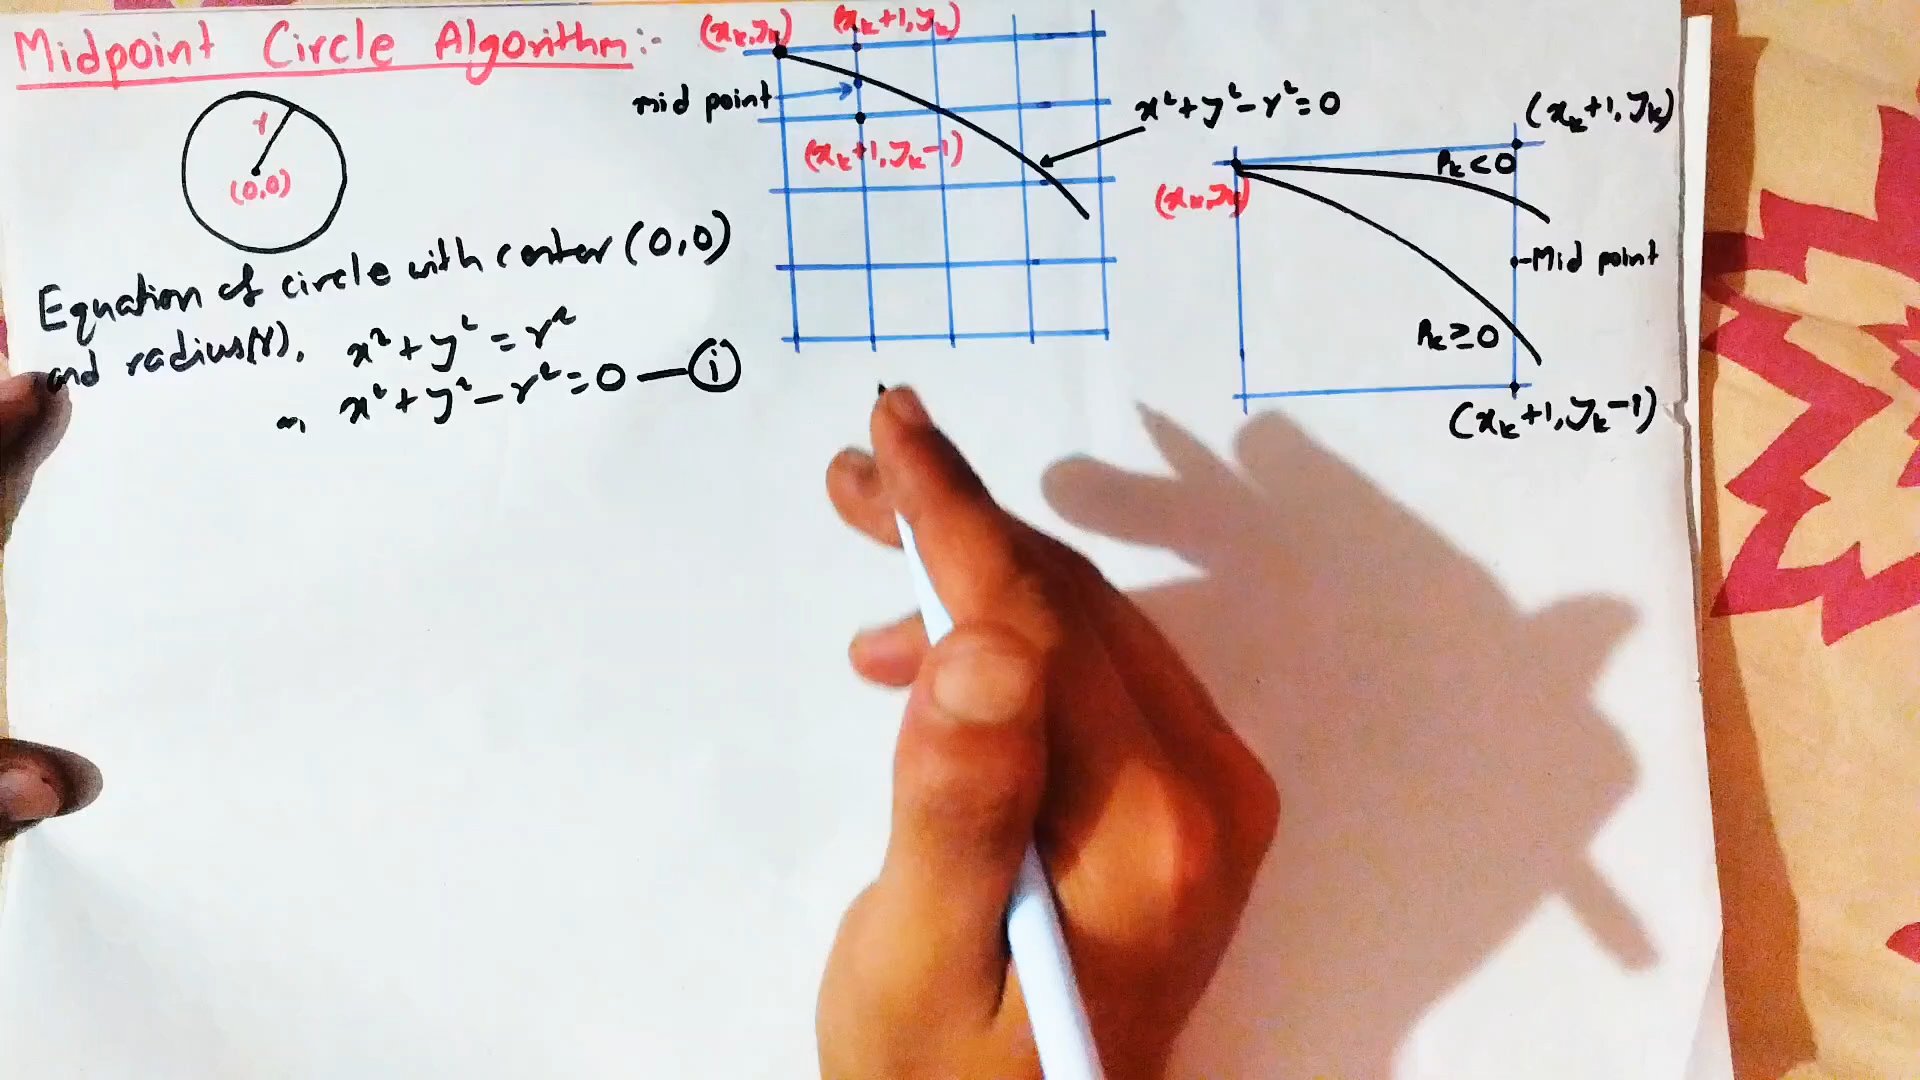 Midpoint Circle Algorithm:-
r
(0,0)
Equation of circle with center (0,0)
and radius(r), x² + y² = r²
x² + y² - r² = 0 — (i)
(xₖ, yₖ)
(xₖ+1, yₖ)
mid point
(xₖ+1, yₖ-1)
x² + y² - r² = 0
(xₖ+1, yₖ)
Pₖ < 0
(xₖ, yₖ)
Mid point
Pₖ ≥ 0
(xₖ+1, yₖ-1)